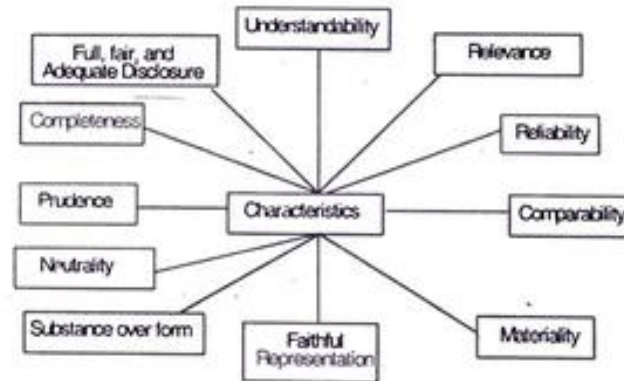 Understandability
Full, fair, and
Adequate Disclosure
Relevance
Completeness
Reliability
Prudence
Characteristics
Comparability
Neutrality
Substance over form
Faithful
Representation
Materiality